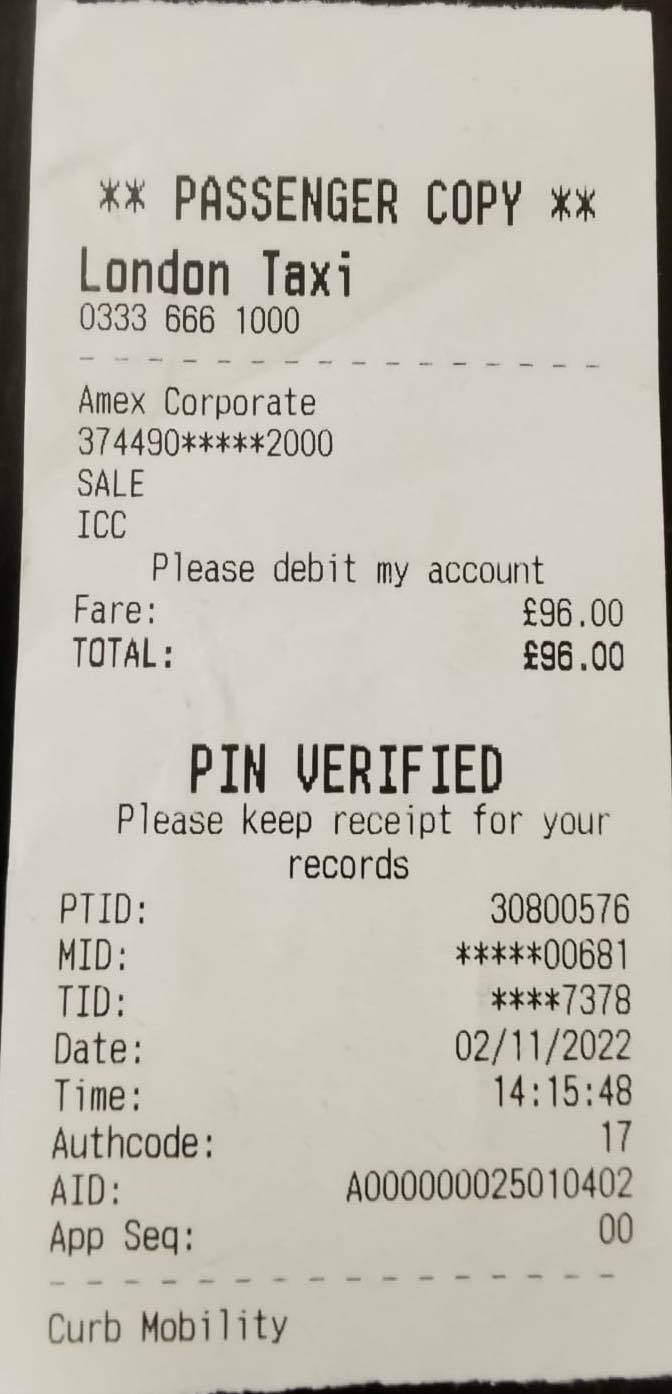 ** PASSENGER COPY **
London Taxi
0333 666 1000
- - - - - - - - - - - - - - - -
Amex Corporate
374490*****2000
SALE
ICC
Please debit my account
Fare: £96.00
TOTAL: £96.00
PIN VERIFIED
Please keep receipt for your
records
PTID: 30800576
MID: *****00681
TID: ****7378
Date: 02/11/2022
Time: 14:15:48
Authcode: 17
AID: A000000025010402
App Seq: 00
- - - - - - - - - - - - - - - - -
Curb Mobility